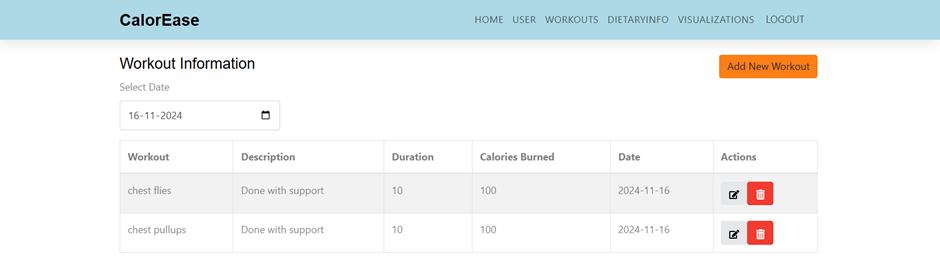 CalorEase HOME USER WORKOUTS DIETARYINFO VISUALIZATIONS LOGOUT
Workout Information Add New Workout
Select Date
16-11-2024
Workout Description Duration Calories Burned Date Actions
chest flies Done with support 10 100 2024-11-16
chest pullups Done with support 10 100 2024-11-16